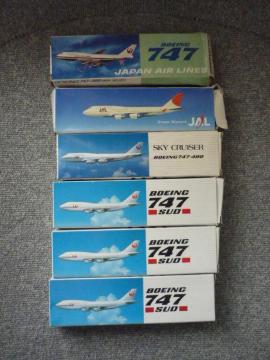 BOEING
747
JAPAN AIR LINES
JAL
SKY CRUISER
BOEING 747-400
BOEING
747
SUD
BOEING
747
SUD
BOEING
747
SUD